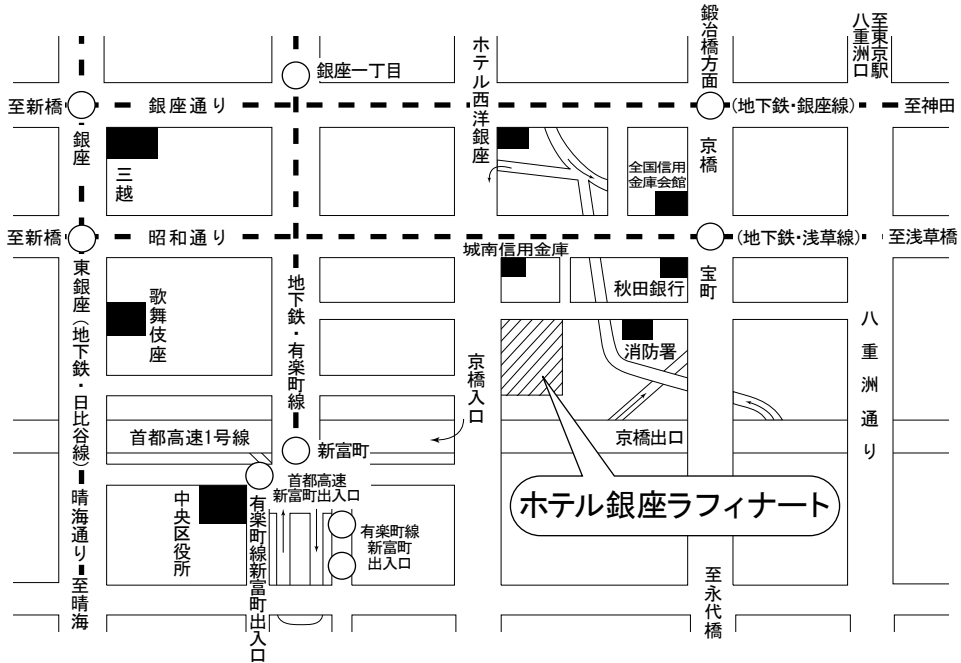 鍛冶橋方面
至東京駅
八重洲口
ホテル西洋銀座
銀座一丁目
至新橋
銀座通り
(地下鉄・銀座線)
至神田
銀座
三越
京橋
全国信用
金庫会館
至新橋
昭和通り
(地下鉄・浅草線)
至浅草橋
城南信用金庫
東銀座(地下鉄・日比谷線)
歌舞伎座
地下鉄・有楽町線
秋田銀行
宝町
消防署
京橋入口
八重洲通り
首都高速1号線
新富町
京橋出口
首都高速
新富町出入口
ホテル銀座ラフィナート
中央区役所
有楽町線新富町出入口
有楽町線
新富町
出入口
晴海通り
至晴海
至永代橋